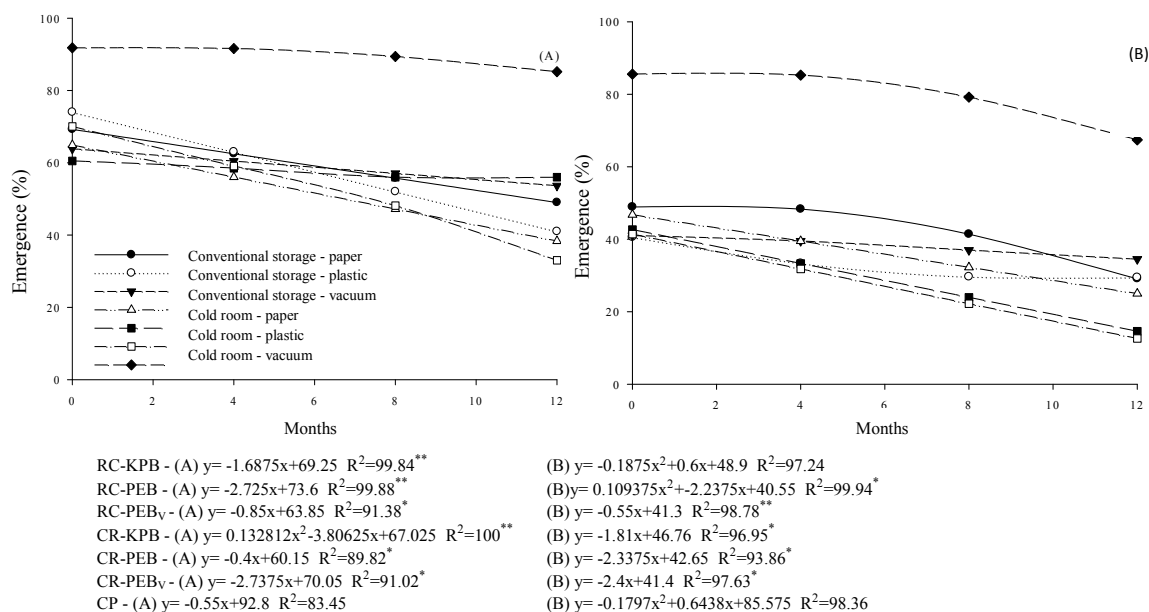 100
80
60
40
20
0
0 2 4 6 8 10 12
Emergence (%)
Months
(A)
Conventional storage - paper
Conventional storage - plastic
Conventional storage - vacuum
Cold room - paper
Cold room - plastic
Cold room - vacuum
100
80
60
40
20
0
0 2 4 6 8 10 12
Emergence (%)
Months
(B)
RC-KPB - (A) y= -1.6875x+69.25 R²=99.84** (B) y= -0.1875x²+0.6x+48.9 R²=97.24
RC-PEB - (A) y= -2.725x+73.6 R²=99.88** (B)y= 0.109375x²+-2.2375x+40.55 R²=99.94*
RC-PEBᵥ - (A) y= -0.85x+63.85 R²=91.38* (B) y= -0.55x+41.3 R²=98.78**
CR-KPB - (A) y= 0.132812x²-3.80625x+67.025 R²=100** (B) y= -1.81x+46.76 R²=96.95*
CR-PEB - (A) y= -0.4x+60.15 R²=89.82* (B) y= -2.3375x+42.65 R²=93.86*
CR-PEBᵥ - (A) y= -2.7375x+70.05 R²=91.02* (B) y= -2.4x+41.4 R²=97.63*
CP - (A) y= -0.55x+92.8 R²=83.45 (B) y= -0.1797x²+0.6438x+85.575 R²=98.36